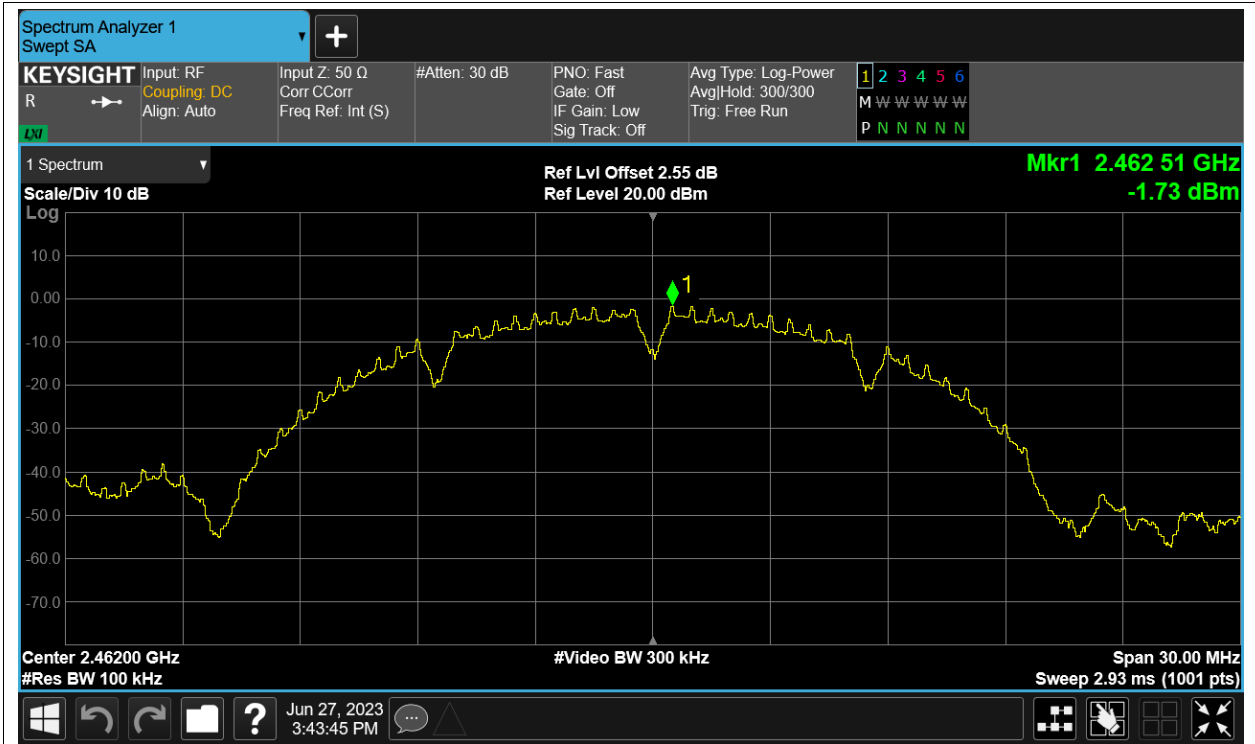 Spectrum Analyzer 1
Swept SA
KEYSIGHT
R
LXI
Input: RF
Coupling: DC
Align: Auto
Input Z: 50 Ω
Corr CCorr
Freq Ref: Int (S)
#Atten: 30 dB
PNO: Fast
Gate: Off
IF Gain: Low
Sig Track: Off
Avg Type: Log-Power
Avg|Hold: 300/300
Trig: Free Run
1 2 3 4 5 6
M W W W W W
P N N N N N
1 Spectrum
Scale/Div 10 dB
Log
Ref Lvl Offset 2.55 dB
Ref Level 20.00 dBm
Mkr1 2.462 51 GHz
-1.73 dBm
1
10.0
0.00
-10.0
-20.0
-30.0
-40.0
-50.0
-60.0
-70.0
Center 2.46200 GHz
#Video BW 300 kHz
Span 30.00 MHz
#Res BW 100 kHz
Sweep 2.93 ms (1001 pts)
?
Jun 27, 2023
3:43:45 PM